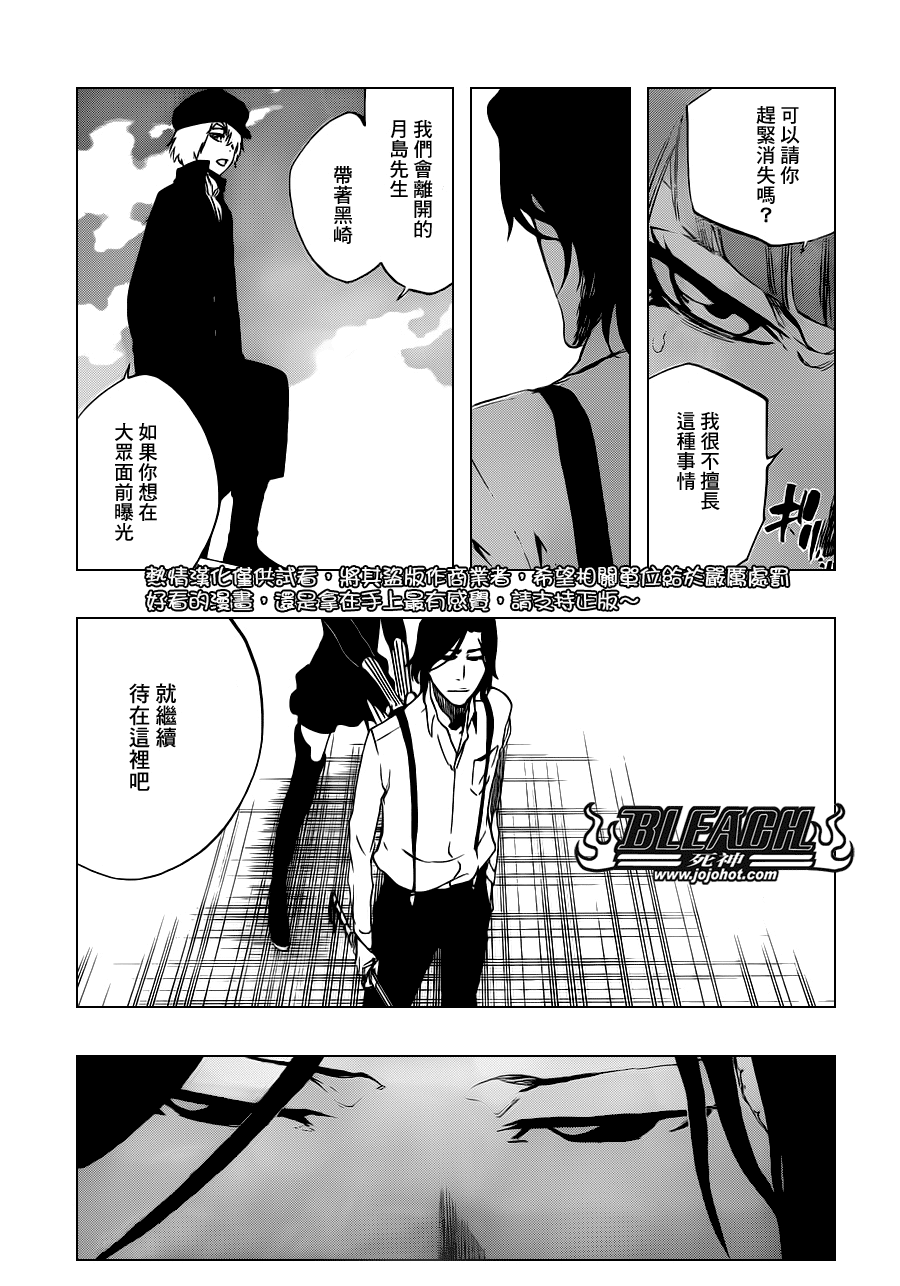 可以請你
趕緊消失嗎？
我很不擅長
這種事情
我們會離開的
月島先生
帶著黑崎
如果你想在
大眾面前曝光
熱情漢化僅供試看，將其盜版作商業者，希望相關單位給於嚴厲處罰
好看的漫畫，還是拿在手上最有感覺，請支持正版～
就繼續
待在這裡吧
BLEACH
死神
www.jojohot.com